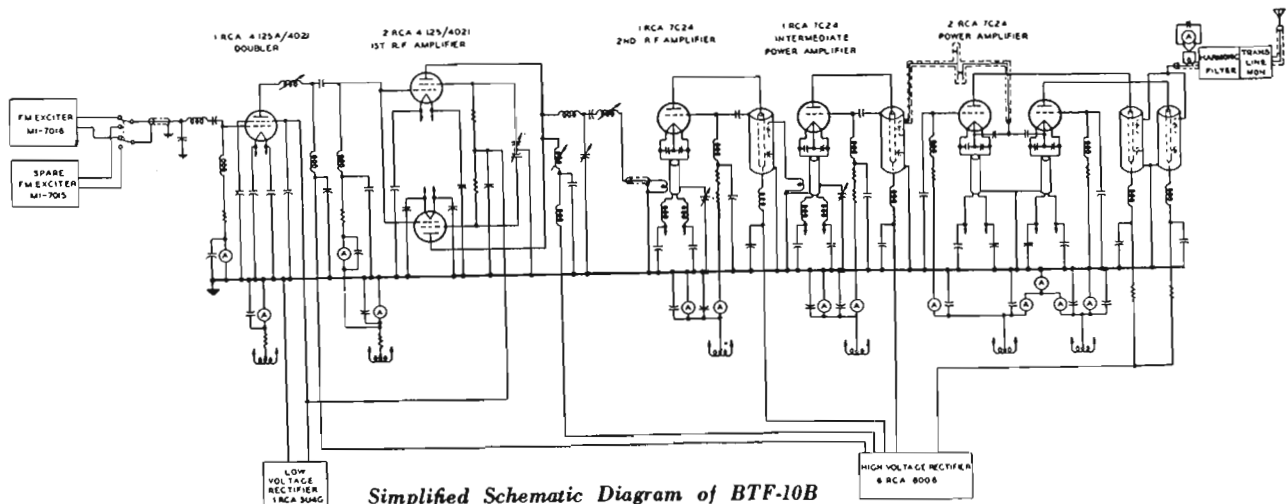 1 RCA 4 125A/4021
DOUBLER
2 RCA 4 125/4021
1ST R.F AMPLIFIER
1 RCA 7C24
2ND R F AMPLIFIER
1 RCA 7C24
INTERMEDIATE
POWER AMPLIFIER
2 RCA 7C24
POWER AMPLIFIER
FM EXCITER
MI-7016
SPARE
FM EXCITER
MI-7015
A
HARMONIC
FILTER
TRANS
LINE
MON
A
A
A
A
A
A
A
A
A
A
A
A
A
LOW
VOLTAGE
RECTIFIER
1 RCA 5U4G
HIGH VOLTAGE RECTIFIER
6 RCA 8008
Simplified Schematic Diagram of BTF-10B